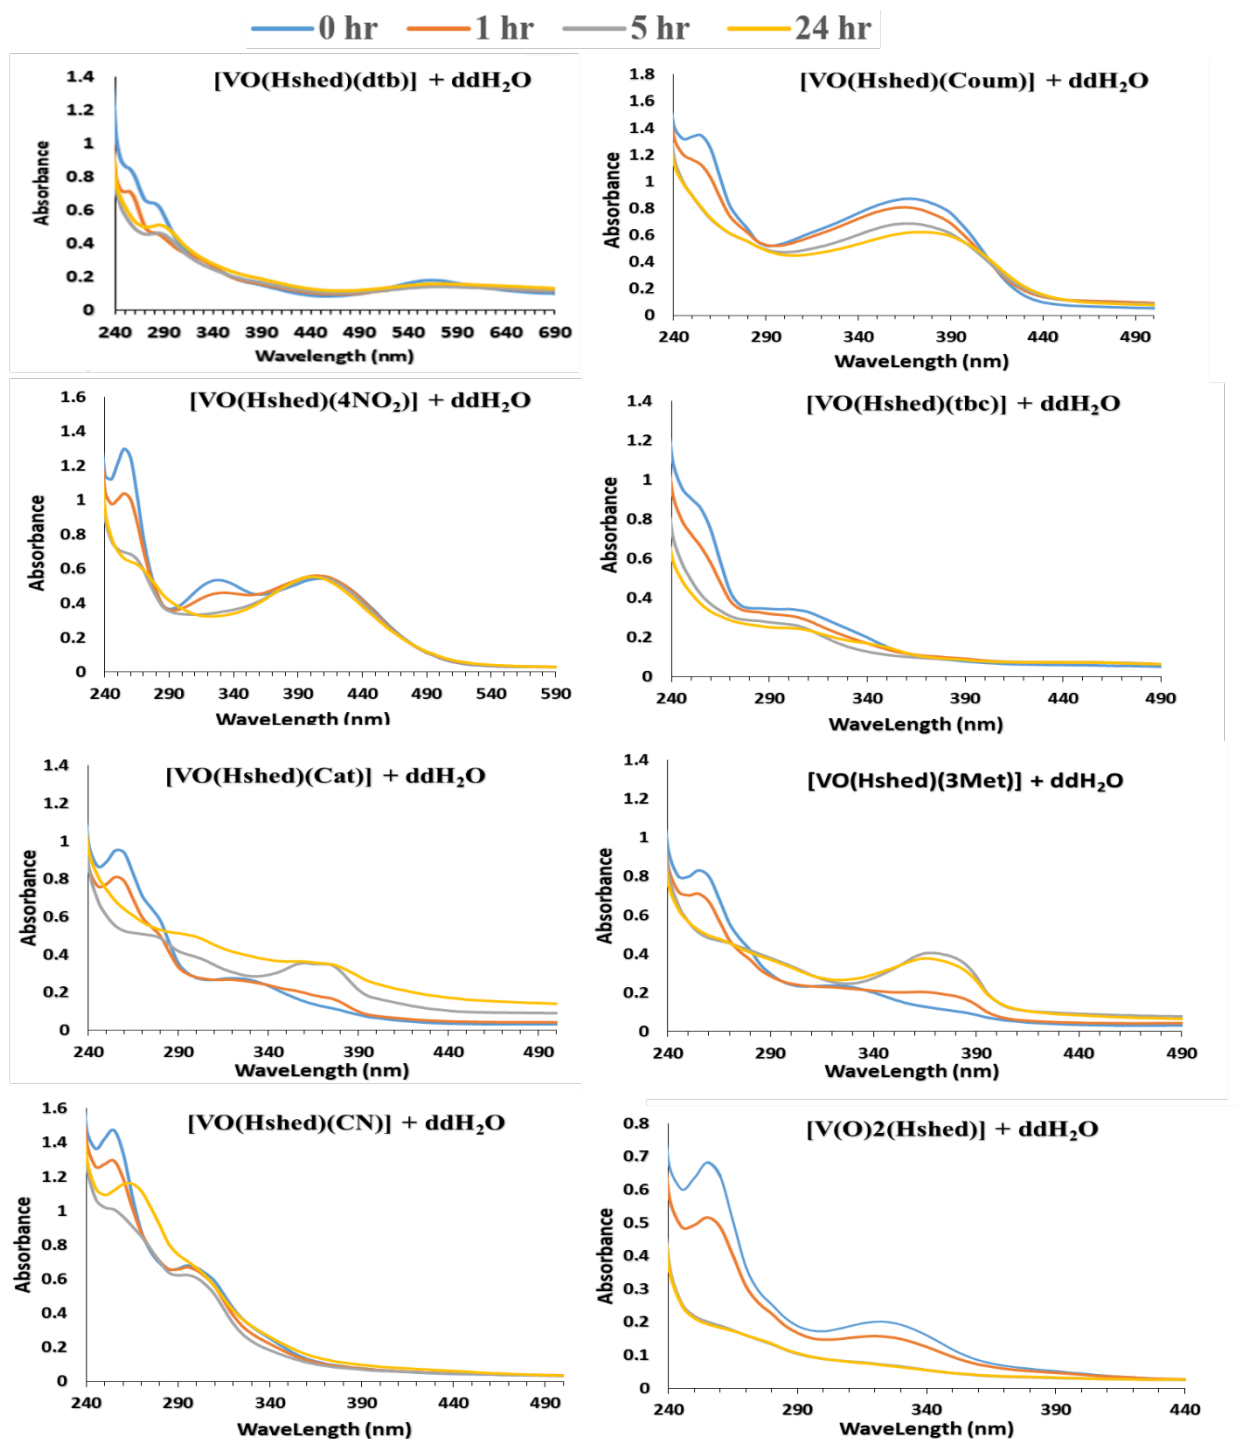 0 hr 1 hr 5 hr 24 hr
[VO(Hshed)(dtb)] + ddH₂O
1.4
1.2
1
0.8
0.6
0.4
0.2
0
Absorbance
240 290 340 390 440 490 540 590 640 690
Wavelength (nm)
[VO(Hshed)(Coum)] + ddH₂O
1.8
1.6
1.4
1.2
1
0.8
0.6
0.4
0.2
0
Absorbance
240 290 340 390 440 490
WaveLength (nm)
[VO(Hshed)(4NO₂)] + ddH₂O
1.6
1.4
1.2
1
0.8
0.6
0.4
0.2
0
Absorbance
240 290 340 390 440 490 540 590
WaveLength (nm)
[VO(Hshed)(tbc)] + ddH₂O
1.4
1.2
1
0.8
0.6
0.4
0.2
0
Absorbance
240 290 340 390 440 490
WaveLength (nm)
[VO(Hshed)(Cat)] + ddH₂O
1.4
1.2
1
0.8
0.6
0.4
0.2
0
Absorbance
240 290 340 390 440 490
WaveLength (nm)
[VO(Hshed)(3Met)] + ddH₂O
1.4
1.2
1
0.8
0.6
0.4
0.2
0
Absorbance
240 290 340 390 440 490
WaveLength (nm)
[VO(Hshed)(CN)] + ddH₂O
1.6
1.4
1.2
1
0.8
0.6
0.4
0.2
0
Absorbance
240 290 340 390 440 490
WaveLength (nm)
[V(O)2(Hshed)] + ddH₂O
0.8
0.7
0.6
0.5
0.4
0.3
0.2
0.1
0
Absorbance
240 290 340 390 440
WaveLength (nm)